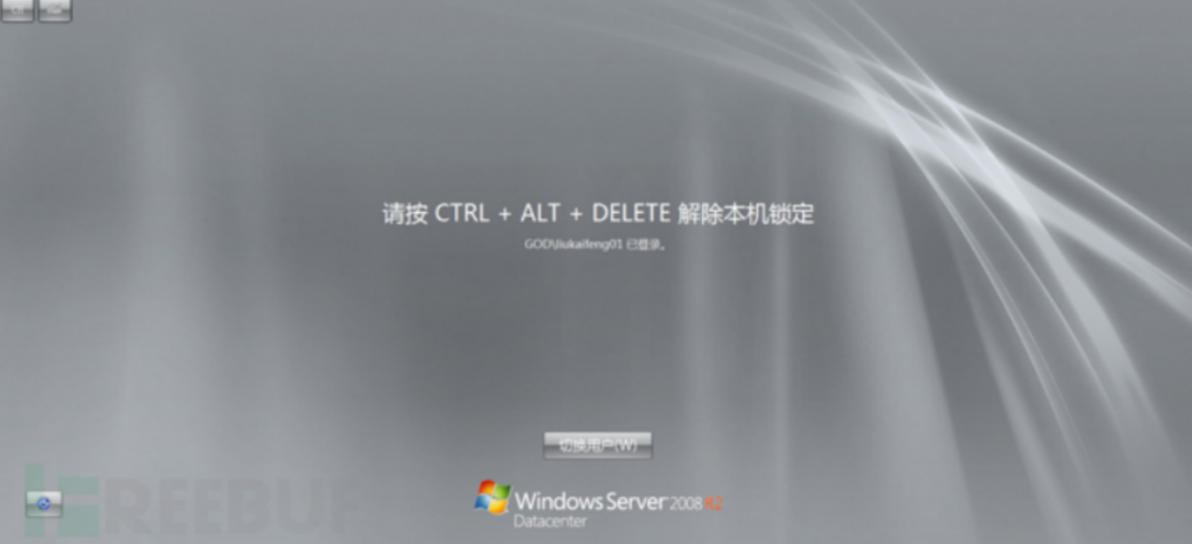 请按 CTRL + ALT + DELETE 解除本机锁定
GOD\liukaifeng01 已登录。
切换用户(W)
Windows Server 2008 R2
Datacenter
REEBUF